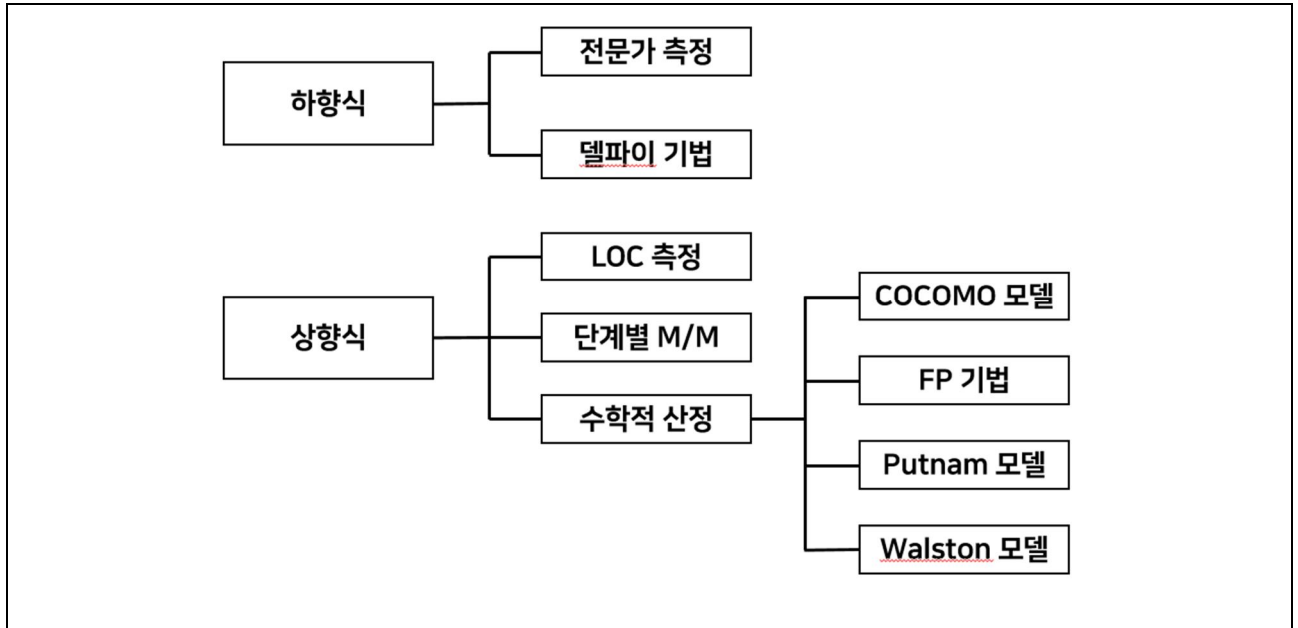 하향식
전문가 측정
델파이 기법
상향식
LOC 측정
단계별 M/M
수학적 산정
COCOMO 모델
FP 기법
Putnam 모델
Walston 모델